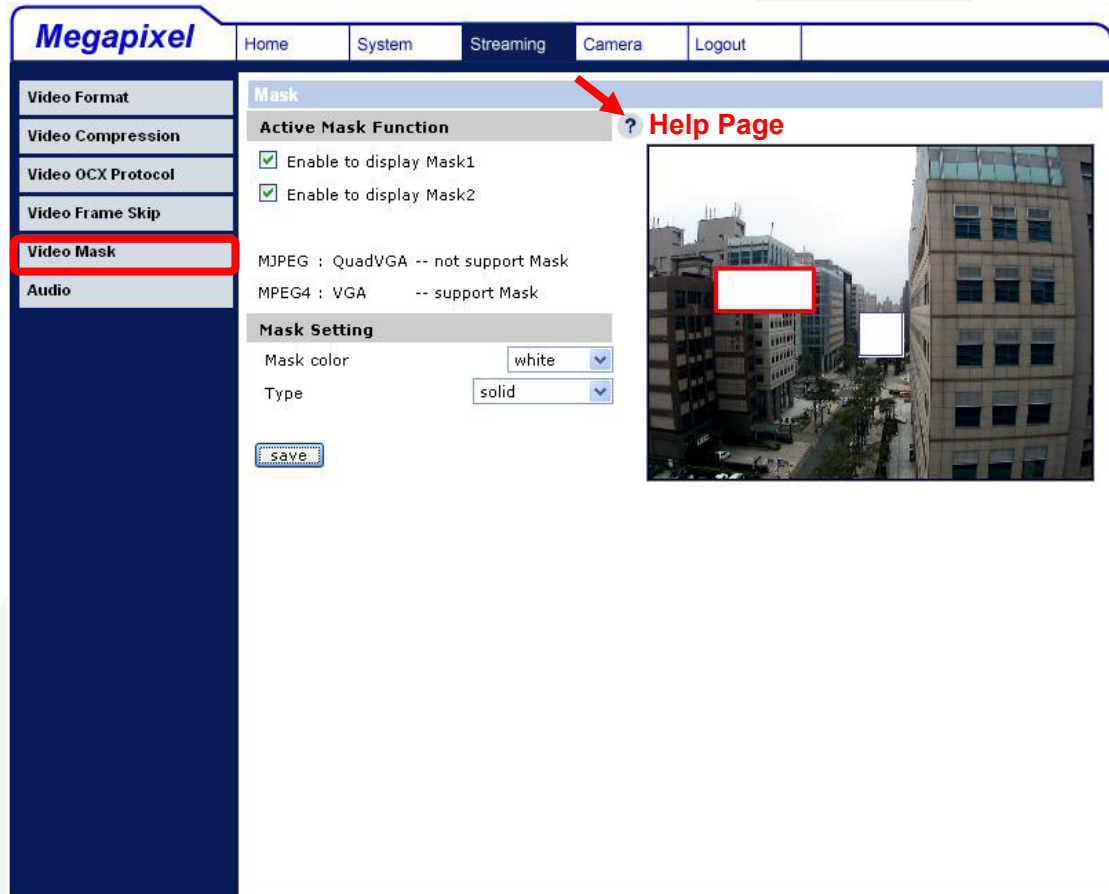 Megapixel
Home System Streaming Camera Logout
Video Format
Video Compression
Video OCX Protocol
Video Frame Skip
Video Mask
Audio
Mask
Active Mask Function
? Help Page
Enable to display Mask1
Enable to display Mask2
MJPEG : QuadVGA -- not support Mask
MPEG4 : VGA -- support Mask
Mask Setting
Mask color white
Type solid
save